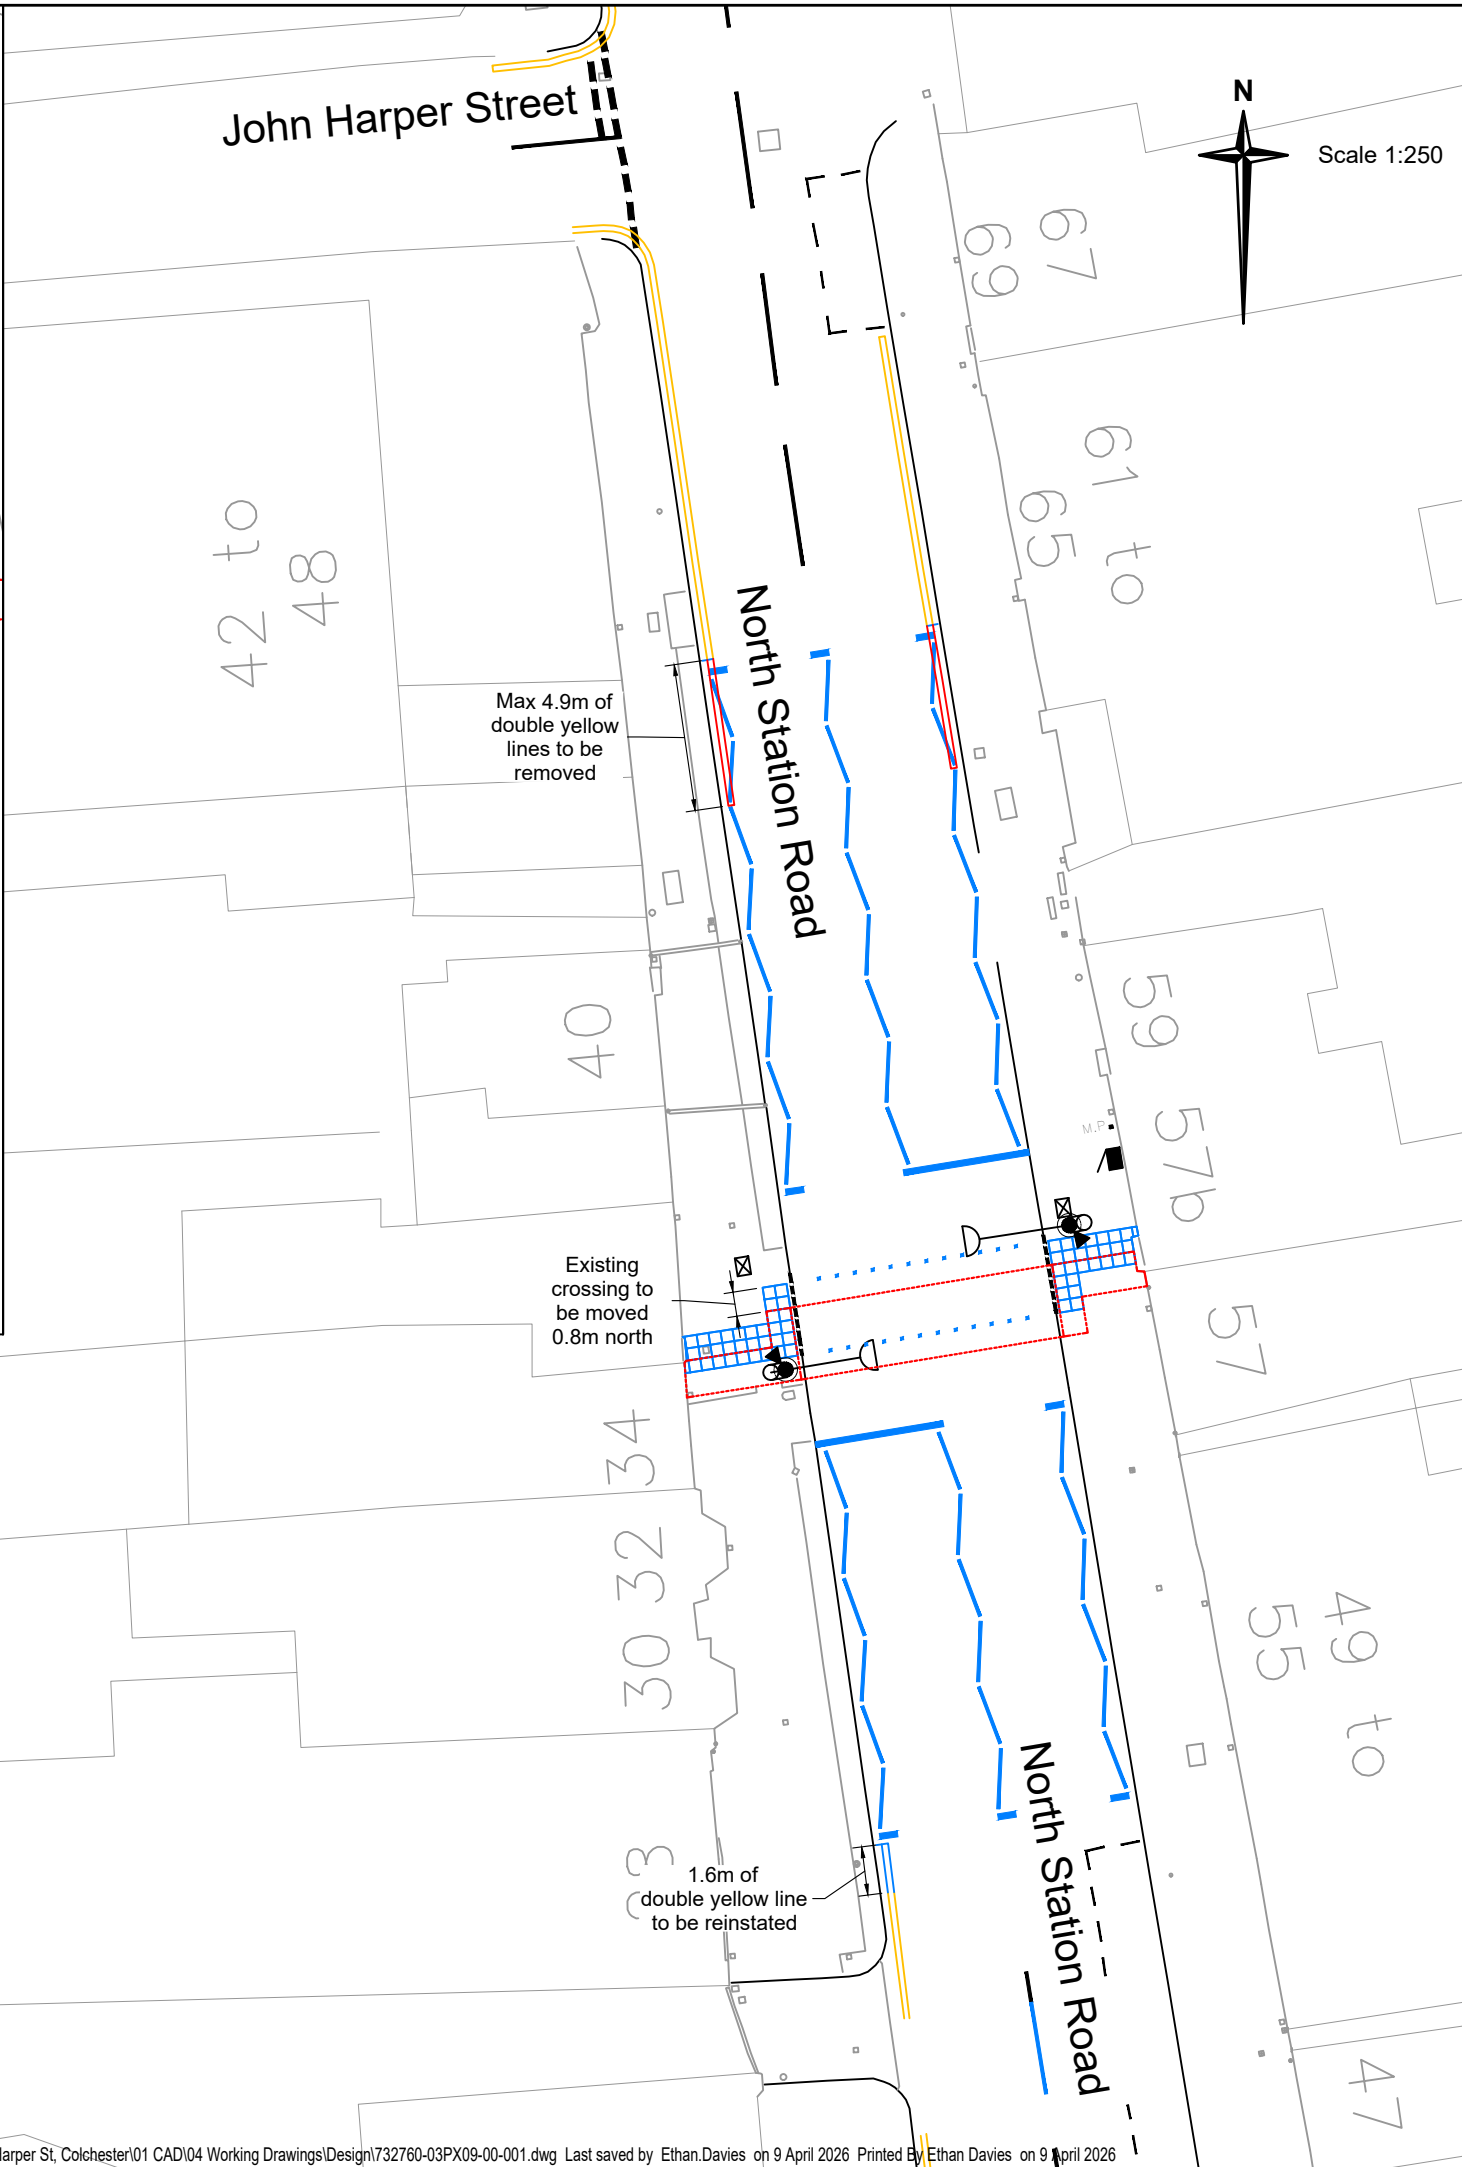 John Harper Street
N
Scale 1:250
67
69
61 to
65
42 to
48
North Station Road
Max 4.9m of
double yellow
lines to be
removed
40
59
M.P.
57b
Existing
crossing to
be moved
0.8m north
57
34
32
30
49 to
55
North Station Road
1.6m of
double yellow line
to be reinstated
47
Harper St, Colchester\01 CAD\04 Working Drawings\Design\732760-03PX09-00-001.dwg Last saved by Ethan.Davies on 9 April 2026 Printed By Ethan Davies on 9 April 2026